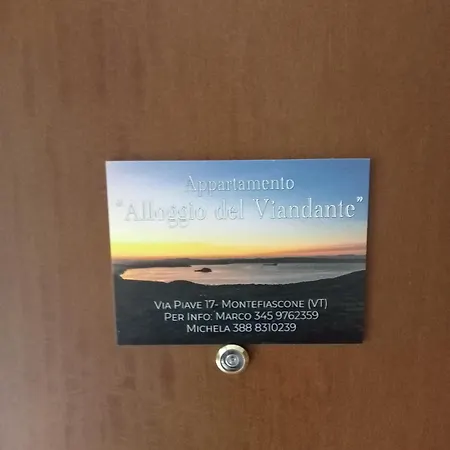 Appartamento
"Alloggio del Viandante"
Via Piave 17- Montefiascone (VT)
Per Info: Marco 345 9762359
Michela 388 8310239